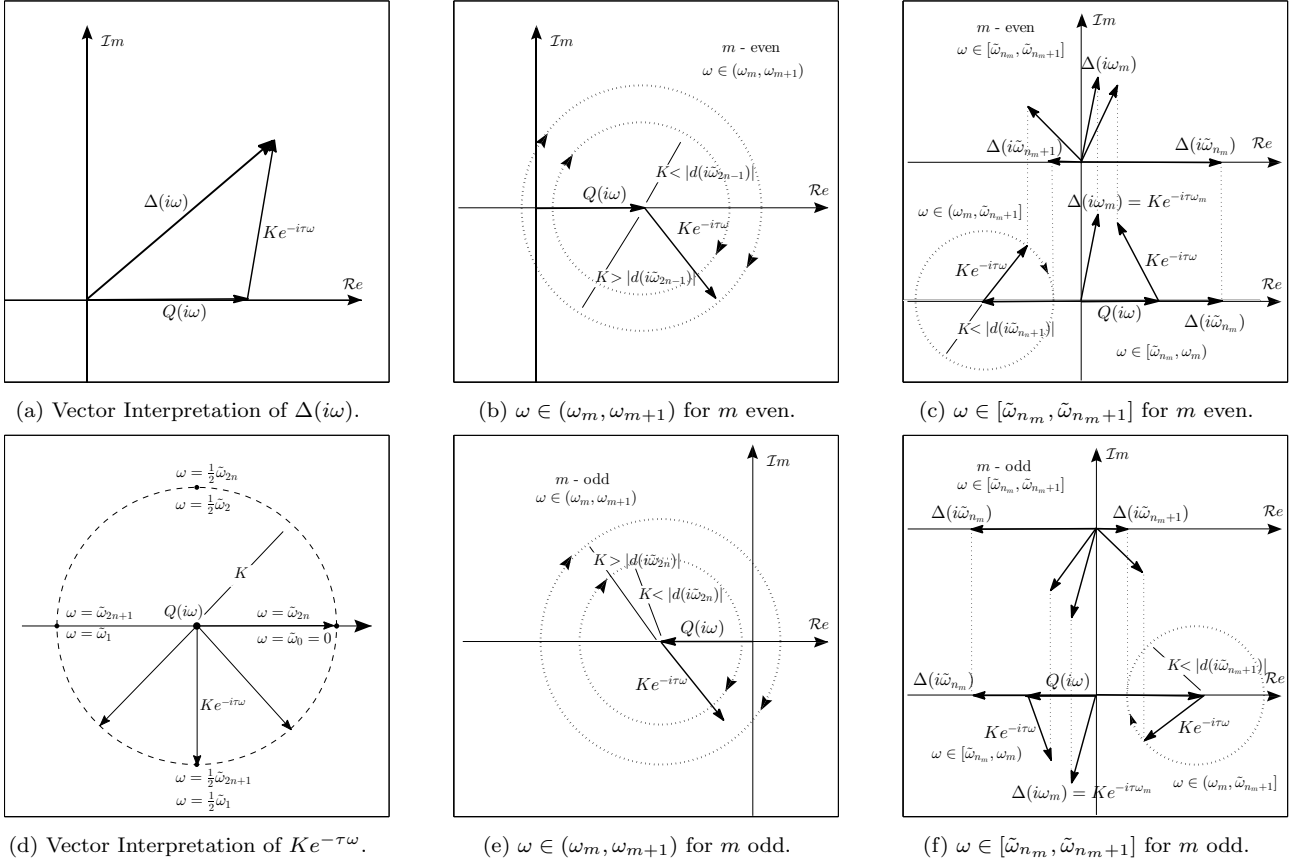 ℐm
Δ(iω)
Ke^{-iτω}
ℛe
Q(iω)
(a) Vector Interpretation of Δ(iω).
ℐm
m - even
ω ∈ (ω_m, ω_{m+1})
K < |d(iω̃_{2n−1})|
Q(iω)
ℛe
Ke^{-iτω}
K > |d(iω̃_{2n−1})|
(b) ω ∈ (ω_m, ω_{m+1}) for m even.
m - even
ℐm
ω ∈ [ω̃_{n_m}, ω̃_{n_m+1}]
Δ(iω_m)
Δ(iω̃_{n_m+1})
Δ(iω̃_{n_m})
ℛe
ω ∈ (ω_m, ω̃_{n_m+1}]
Δ(iω_m) = Ke^{-iτω_m}
Ke^{-iτω}
Ke^{-iτω}
ℛe
K < |d(iω̃_{n_n+1})|
Q(iω)
Δ(iω̃_{n_m})
ω ∈ [ω̃_{n_m}, ω_m)
(c) ω ∈ [ω̃_{n_m}, ω̃_{n_m+1}] for m even.
ω = ½ω̃_{2n}
ω = ½ω̃_2
K
ω = ω̃_{2n+1}
Q(iω)
ω = ω̃_{2n}
ω = ω̃_1
ω = ω̃_0 = 0
Ke^{-iτω}
ω = ½ω̃_{2n+1}
ω = ½ω̃_1
(d) Vector Interpretation of Ke^{−τω}.
ℐm
m - odd
ω ∈ (ω_m, ω_{m+1})
K > |d(iω̃_{2n})|
K < |d(iω̃_{2n})|
Q(iω)
ℛe
Ke^{-iτω}
(e) ω ∈ (ω_m, ω_{m+1}) for m odd.
ℐm
m - odd
ω ∈ [ω̃_{n_m}, ω̃_{n_m+1}]
Δ(iω̃_{n_m})
Δ(iω̃_{n_m+1})
ℛe
K < |d(iω̃_{n_m+1})|
Δ(iω̃_{n_m})
Q(iω)
ℛe
Ke^{-iτω}
Ke^{-iτω}
ω ∈ [ω̃_{n_m}, ω_m)
ω ∈ (ω_m, ω̃_{n_m+1}]
Δ(iω_m) = Ke^{-iτω_m}
(f) ω ∈ [ω̃_{n_m}, ω̃_{n_m+1}] for m odd.